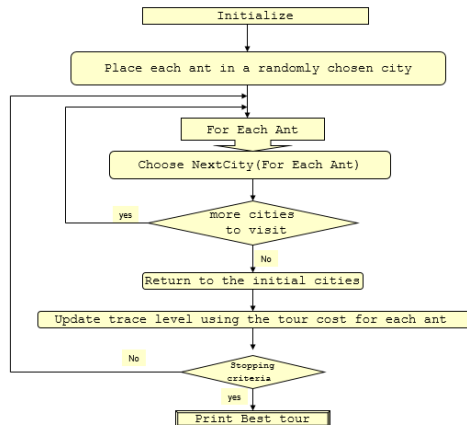 Initialize
Place each ant in a randomly chosen city
For Each Ant
Choose NextCity(For Each Ant)
yes
more cities
to visit
No
Return to the initial cities
Update trace level using the tour cost for each ant
No
Stopping
criteria
yes
Print Best tour